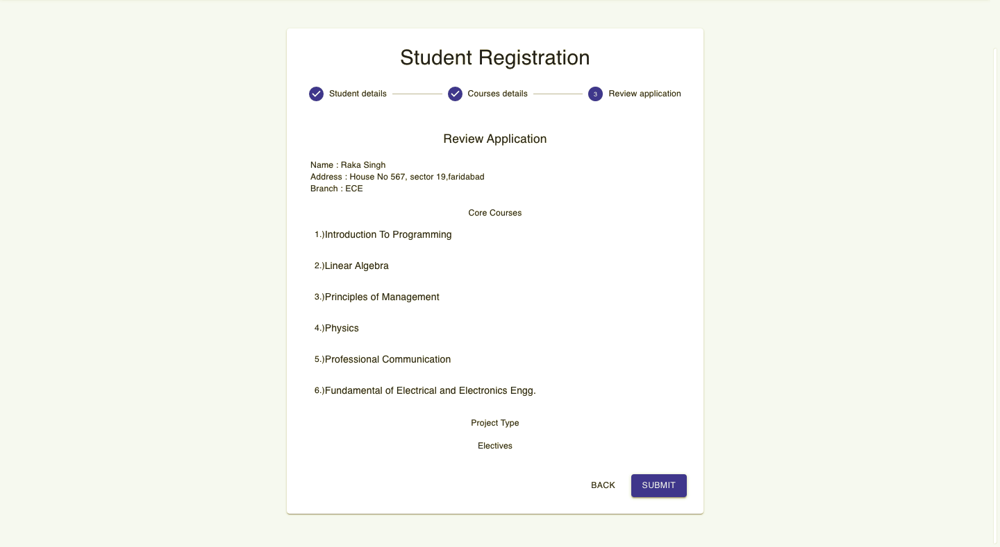 Student Registration
Student details
Courses details
3 Review application
Review Application
Name : Raka Singh
Address : House No 567, sector 19,faridabad
Branch : ECE
Core Courses
1.)Introduction To Programming
2.)Linear Algebra
3.)Principles of Management
4.)Physics
5.)Professional Communication
6.)Fundamental of Electrical and Electronics Engg.
Project Type
Electives
BACK SUBMIT